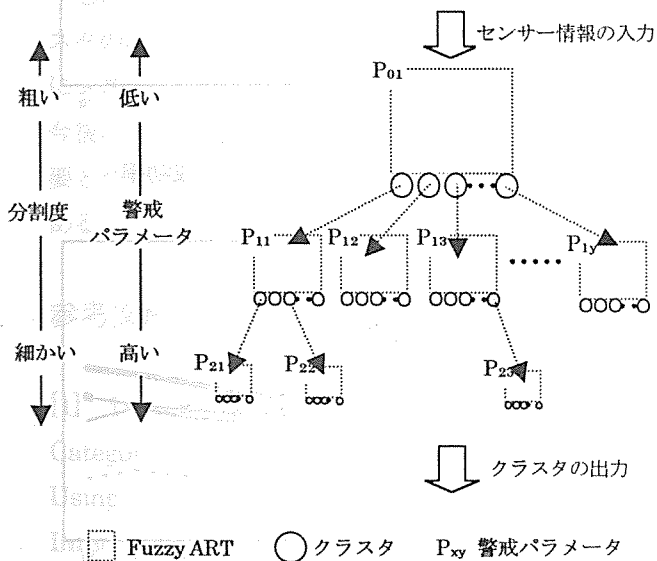 センサー情報の入力
P01
粗い 低い
分割度 警戒
パラメータ
P11 P12 P13 P1y
細かい 高い
P21 P22 P23
クラスタの出力
Fuzzy ART クラスタ Pxy 警戒パラメータ
Categor
Using